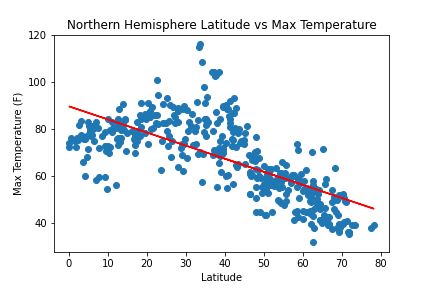 Northern Hemisphere Latitude vs Max Temperature
120
100
80
60
40
Max Temperature (F)
0 10 20 30 40 50 60 70 80
Latitude